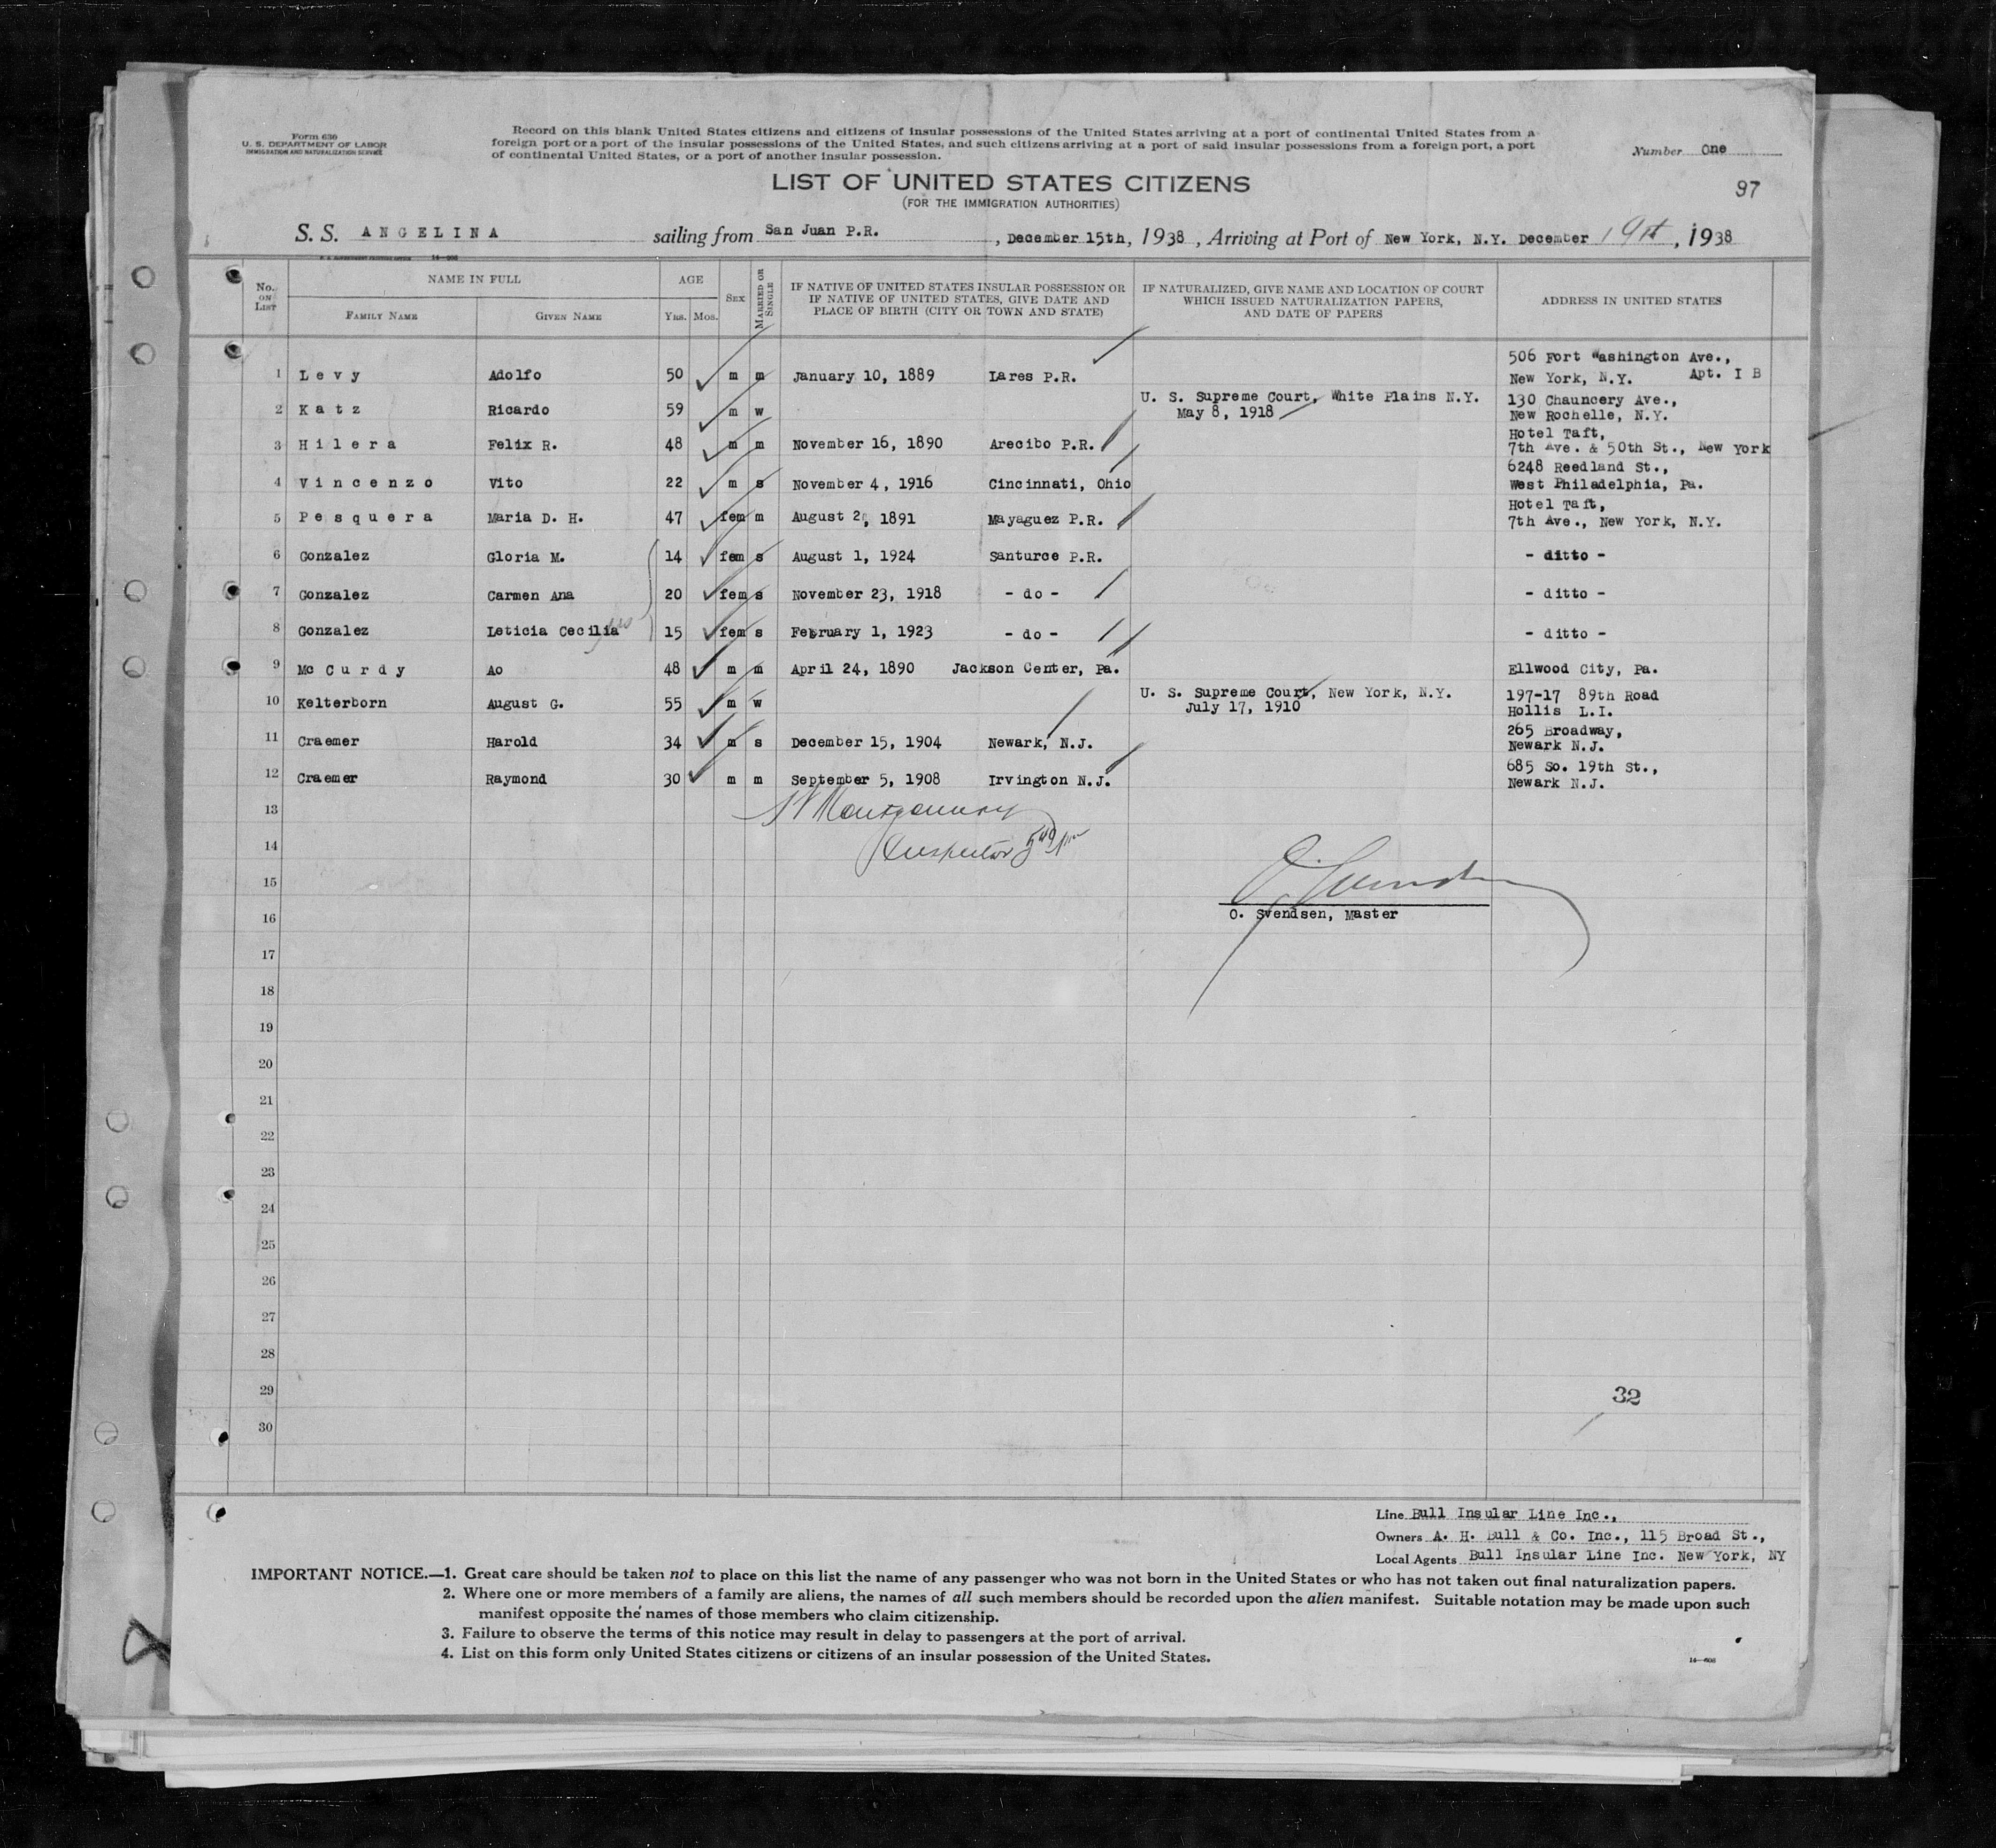 Form 630
U. S. DEPARTMENT OF LABOR
IMMIGRATION AND NATURALIZATION SERVICE
Record on this blank United States citizens and citizens of insular possessions of the United States arriving at a port of continental United States from a
foreign port or a port of the insular possessions of the United States, and such citizens arriving at a port of said insular possessions from a foreign port, a port
of continental United States, or a port of another insular possession.
Number One
97
LIST OF UNITED STATES CITIZENS
(FOR THE IMMIGRATION AUTHORITIES)
S. S. ANGELINA sailing from San Juan P.R. , December 15th, 1938 , Arriving at Port of New York, N.Y. December 19th , 1938
No. ON LIST
NAME IN FULL
FAMILY NAME
GIVEN NAME
AGE
YRS. MOS.
SEX
MARRIED OR SINGLE
IF NATIVE OF UNITED STATES INSULAR POSSESSION OR
IF NATIVE OF UNITED STATES, GIVE DATE AND
PLACE OF BIRTH (CITY OR TOWN AND STATE)
IF NATURALIZED, GIVE NAME AND LOCATION OF COURT
WHICH ISSUED NATURALIZATION PAPERS,
AND DATE OF PAPERS
ADDRESS IN UNITED STATES
506 Fort Washington Ave.,
1 Levy Adolfo 50 m m January 10, 1889 Lares P.R. New York, N.Y. Apt. I B
U. S. Supreme Court, White Plains N.Y. 130 Chauncery Ave.,
2 Katz Ricardo 59 m w May 8, 1918 New Rochelle, N.Y.
Hotel Taft,
3 Hilera Felix R. 48 m m November 16, 1890 Arecibo P.R. 7th Ave. & 50th St., New York
6248 Reedland St.,
4 Vincenzo Vito 22 m s November 4, 1916 Cincinnati, Ohio West Philadelphia, Pa.
Hotel Taft,
5 Pesquera Maria D. H. 47 fem m August 2, 1891 Mayaguez P.R. 7th Ave., New York, N.Y.
6 Gonzalez Gloria M. 14 fem s August 1, 1924 Santurce P.R. - ditto -
7 Gonzalez Carmen Ana 20 fem s November 23, 1918 - do - - ditto -
8 Gonzalez Leticia Cecilia 15 fem s February 1, 1923 - do - - ditto -
9 Mc Curdy Ao 48 m m April 24, 1890 Jackson Center, Pa. Ellwood City, Pa.
U. S. Supreme Court, New York, N.Y. 197-17 89th Road
10 Kelterborn August G. 55 m w July 17, 1910 Hollis L.I.
265 Broadway,
11 Craemer Harold 34 m s December 15, 1904 Newark, N.J. Newark N.J.
685 So. 19th St.,
12 Craemer Raymond 30 m m September 5, 1908 Irvington N.J. Newark N.J.
13
Montgomery
14
Inspector
15
O. Svendsen
16
O. Svendsen, Master
17
18
19
20
21
22
23
24
25
26
27
28
29
32
30
Line Bull Insular Line Inc.,
Owners A. H. Bull & Co. Inc., 115 Broad St.,
Local Agents Bull Insular Line Inc. New York, NY
IMPORTANT NOTICE.—1. Great care should be taken not to place on this list the name of any passenger who was not born in the United States or who has not taken out final naturalization papers.
2. Where one or more members of a family are aliens, the names of all such members should be recorded upon the alien manifest. Suitable notation may be made upon such
manifest opposite the names of those members who claim citizenship.
3. Failure to observe the terms of this notice may result in delay to passengers at the port of arrival.
4. List on this form only United States citizens or citizens of an insular possession of the United States.